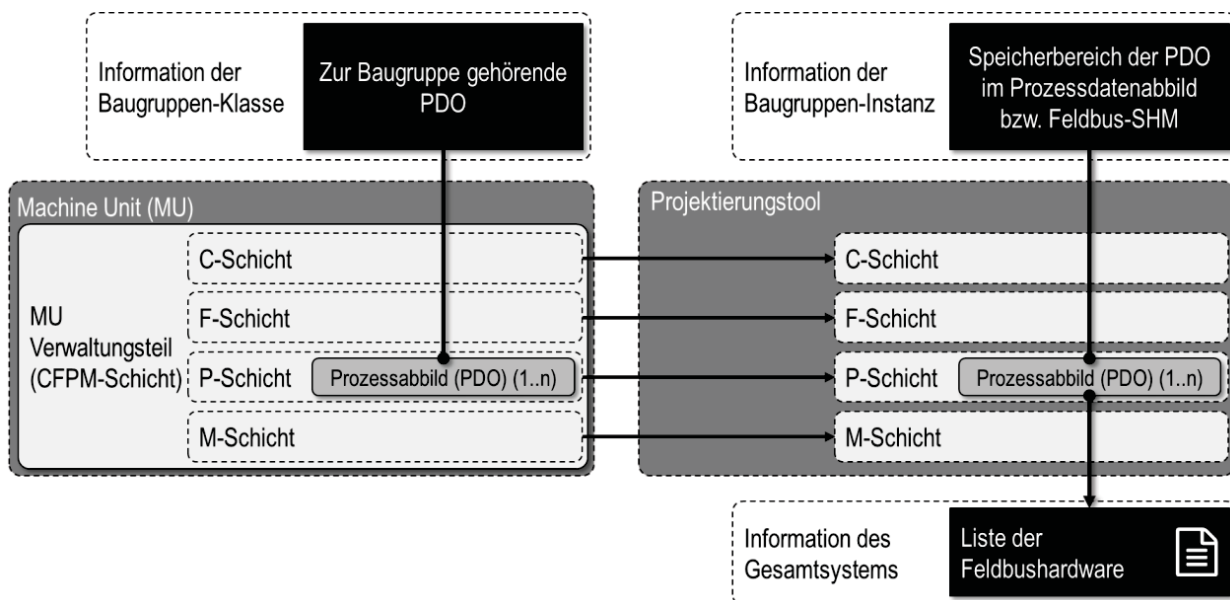 Information der
Baugruppen-Klasse
Zur Baugruppe gehörende
PDO
Information der
Baugruppen-Instanz
Speicherbereich der PDO
im Prozessdatenabbild
bzw. Feldbus-SHM
Machine Unit (MU)
MU
Verwaltungsteil
(CFPM-Schicht)
C-Schicht
F-Schicht
P-Schicht
Prozessabbild (PDO) (1..n)
M-Schicht
Projektierungstool
C-Schicht
F-Schicht
P-Schicht
Prozessabbild (PDO) (1..n)
M-Schicht
Information des
Gesamtsystems
Liste der
Feldbushardware